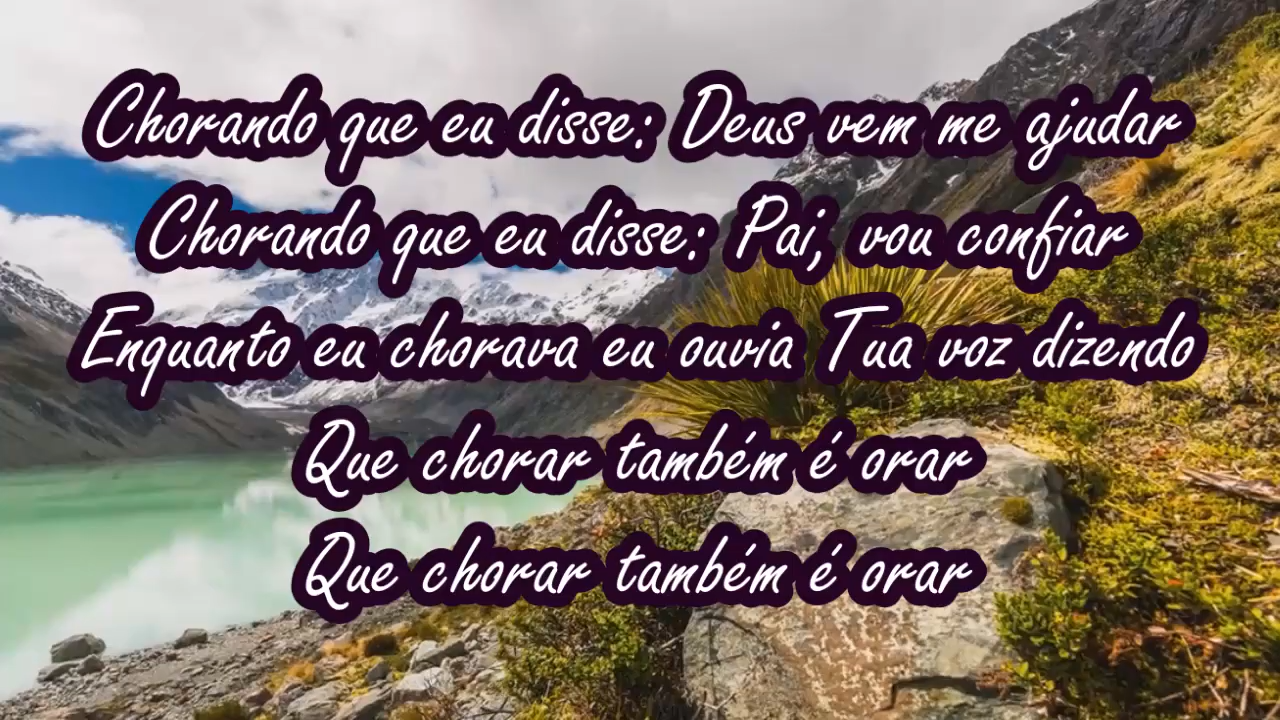 Chorando que eu disse: Deus vem me ajudar
Chorando que eu disse: Pai, vou confiar
Enquanto eu chorava eu ouvia Tua voz dizendo
Que chorar também é orar
Que chorar também é orar